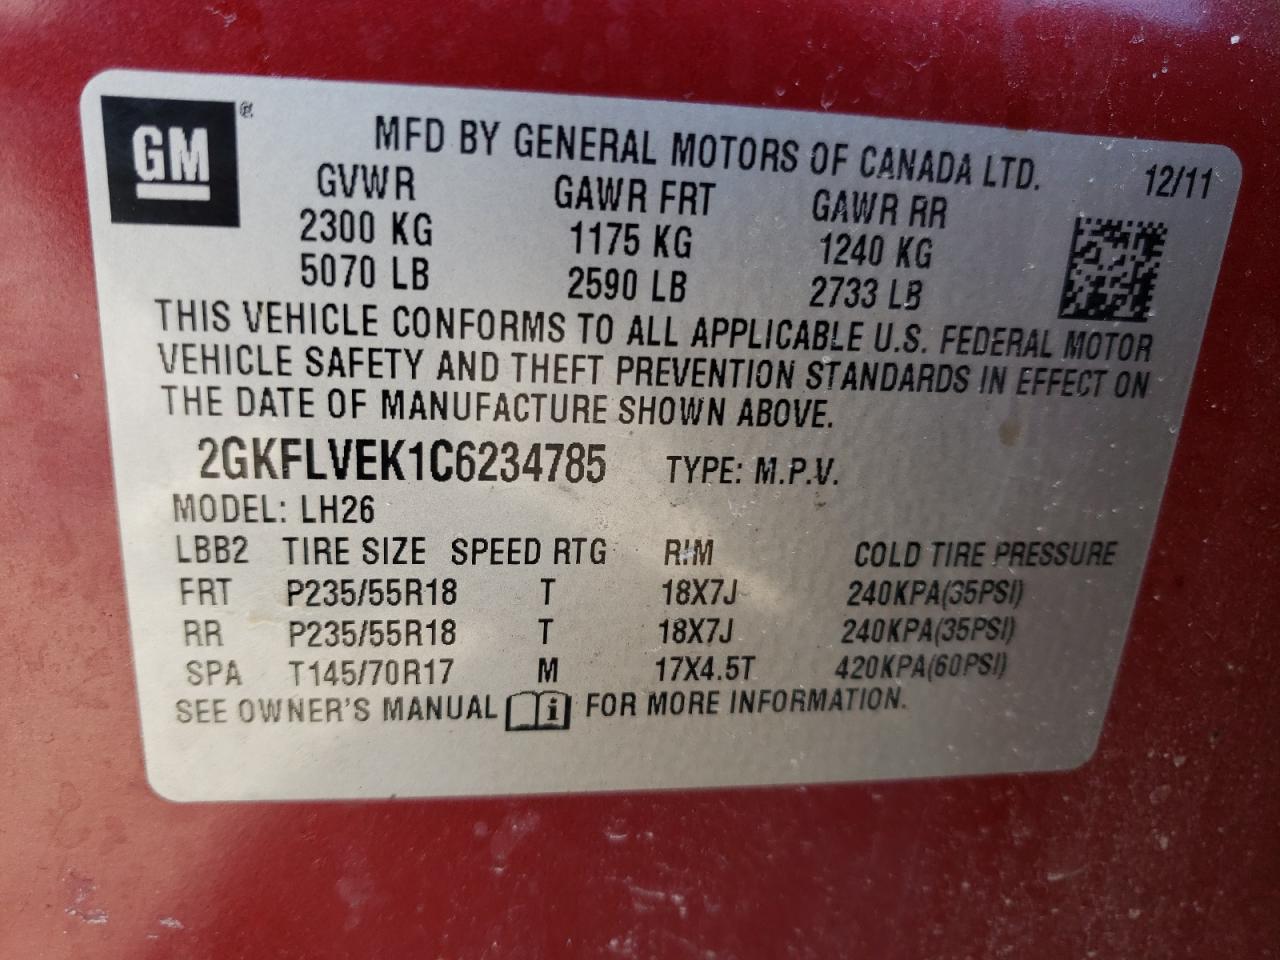 GM ®
MFD BY GENERAL MOTORS OF CANADA LTD. 12/11
GVWR GAWR FRT GAWR RR
2300 KG 1175 KG 1240 KG
5070 LB 2590 LB 2733 LB
THIS VEHICLE CONFORMS TO ALL APPLICABLE U.S. FEDERAL MOTOR
VEHICLE SAFETY AND THEFT PREVENTION STANDARDS IN EFFECT ON
THE DATE OF MANUFACTURE SHOWN ABOVE.
2GKFLVEK1C6234785 TYPE: M.P.V.
MODEL: LH26
LBB2 TIRE SIZE SPEED RTG RIM COLD TIRE PRESSURE
FRT P235/55R18 T 18X7J 240KPA(35PSI)
RR P235/55R18 T 18X7J 240KPA(35PSI)
SPA T145/70R17 M 17X4.5T 420KPA(60PSI)
SEE OWNER'S MANUAL i FOR MORE INFORMATION.